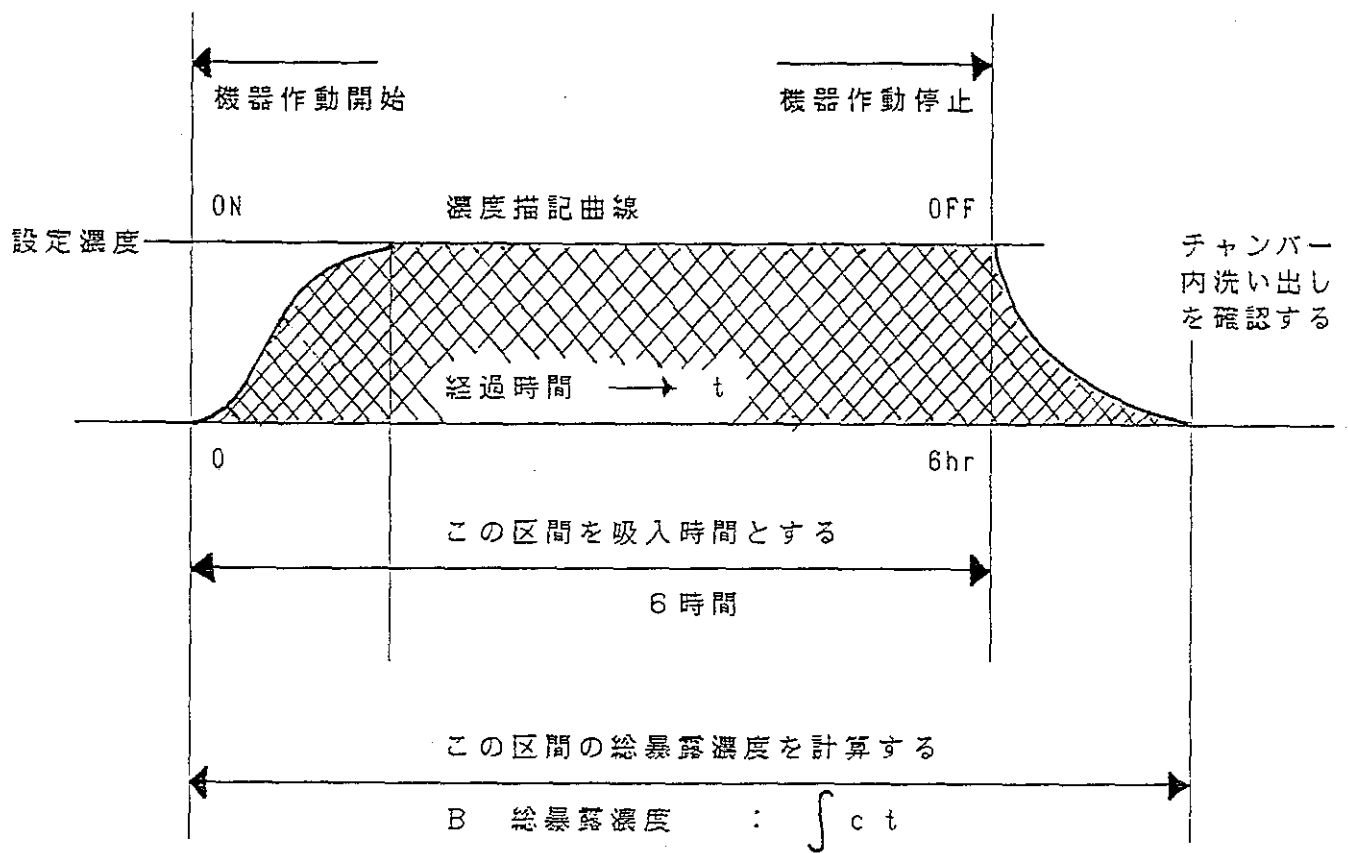 機器作動開始
機器作動停止
ON
濃度描記曲線
OFF
設定濃度
チャンバー
内洗い出し
を確認する
経過時間 → t
0
6hr
この区間を吸入時間とする
6時間
この区間の総暴露濃度を計算する
B 総暴露濃度 : ∫ c t